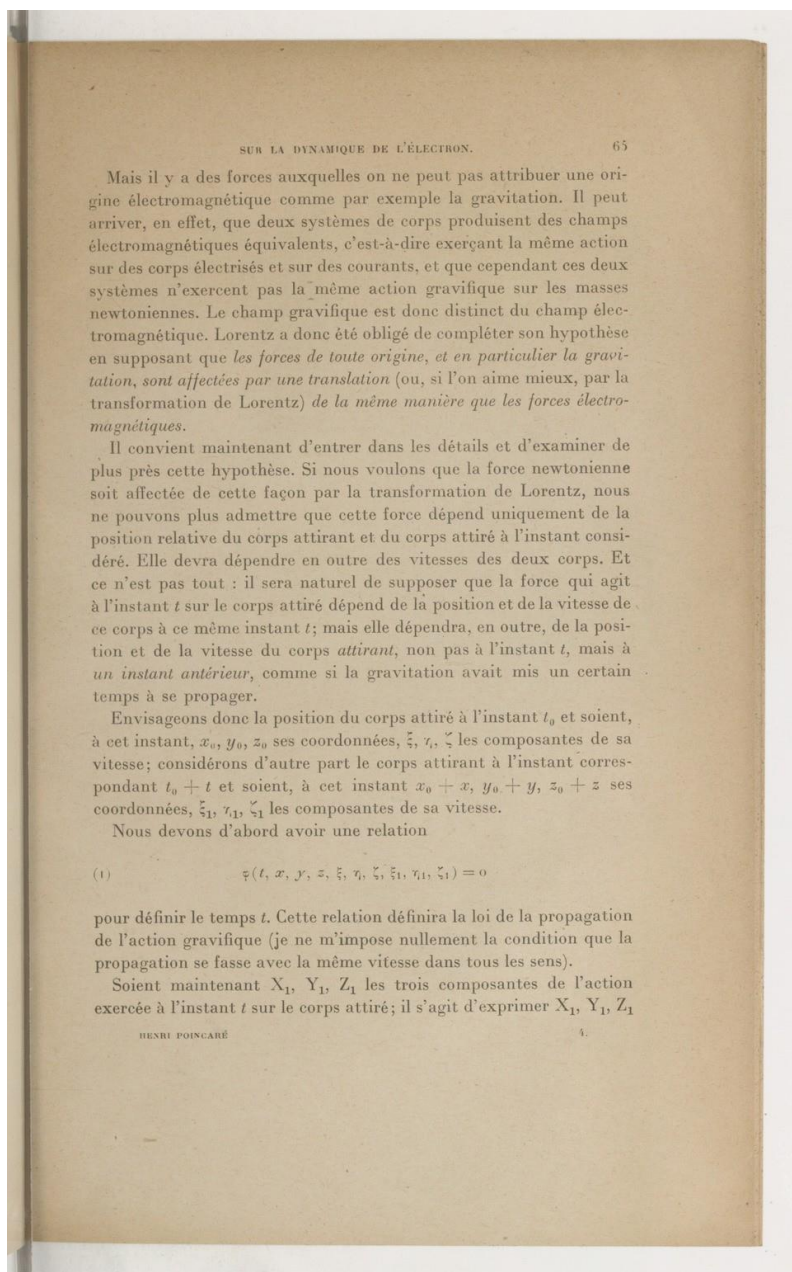 SUR LA DYNAMIQUE DE L'ÉLECTRON. 65
Mais il y a des forces auxquelles on ne peut pas attribuer une ori-
gine électromagnétique comme par exemple la gravitation. Il peut
arriver, en effet, que deux systèmes de corps produisent des champs
électromagnétiques équivalents, c'est-à-dire exerçant la même action
sur des corps électrisés et sur des courants, et que cependant ces deux
systèmes n'exercent pas la même action gravifique sur les masses
newtoniennes. Le champ gravifique est donc distinct du champ élec-
tromagnétique. Lorentz a donc été obligé de compléter son hypothèse
en supposant que les forces de toute origine, et en particulier la gravi-
tation, sont affectées par une translation (ou, si l'on aime mieux, par la
transformation de Lorentz) de la même manière que les forces électro-
magnétiques.
Il convient maintenant d'entrer dans les détails et d'examiner de
plus près cette hypothèse. Si nous voulons que la force newtonienne
soit affectée de cette façon par la transformation de Lorentz, nous
ne pouvons plus admettre que cette force dépend uniquement de la
position relative du corps attirant et du corps attiré à l'instant consi-
déré. Elle devra dépendre en outre des vitesses des deux corps. Et
ce n'est pas tout : il sera naturel de supposer que la force qui agit
à l'instant t sur le corps attiré dépend de la position et de la vitesse de
ce corps à ce même instant t; mais elle dépendra, en outre, de la posi-
tion et de la vitesse du corps attirant, non pas à l'instant t, mais à
un instant antérieur, comme si la gravitation avait mis un certain
temps à se propager.
Envisageons donc la position du corps attiré à l'instant t₀ et soient,
à cet instant, x₀, y₀, z₀ ses coordonnées, ξ, η, ζ les composantes de sa
vitesse; considérons d'autre part le corps attirant à l'instant corres-
pondant t₀ + t et soient, à cet instant x₀ + x, y₀ + y, z₀ + z ses
coordonnées, ξ₁, η₁, ζ₁ les composantes de sa vitesse.
Nous devons d'abord avoir une relation
(1) φ(t, x, y, z, ξ, η, ζ, ξ₁, η₁, ζ₁) = 0
pour définir le temps t. Cette relation définira la loi de la propagation
de l'action gravifique (je ne m'impose nullement la condition que la
propagation se fasse avec la même vitesse dans tous les sens).
Soient maintenant X₁, Y₁, Z₁ les trois composantes de l'action
exercée à l'instant t sur le corps attiré; il s'agit d'exprimer X₁, Y₁, Z₁
HENRI POINCARÉ 4.